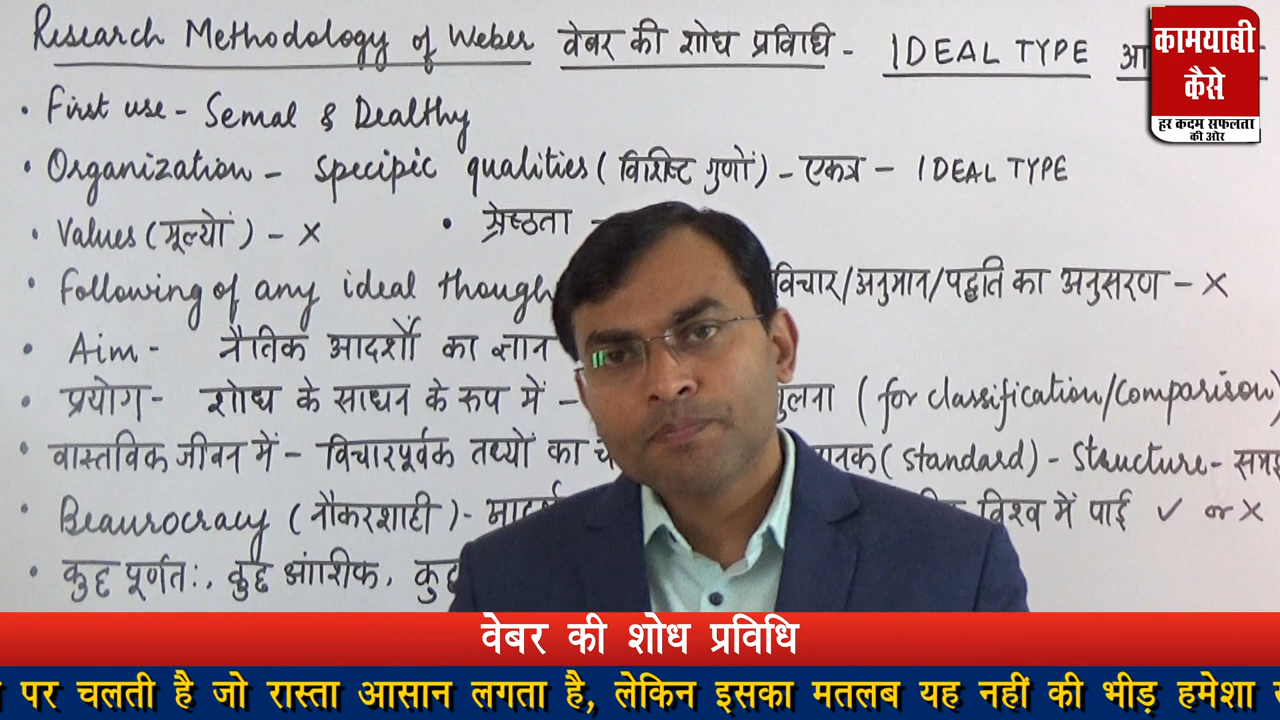 Research Methodology of Weber वेबर की शोध प्रविधि - IDEAL TYPE आ
कामयाबी
कैसे
हर कदम सफलता
की ओर
• First use - Semal & Dealthy
• Organization - Specipic qualities (विशिष्ट गुणों) - एकत्र - IDEAL TYPE
• Values (मूल्यों) - × • श्रेष्ठता -
• Following of any ideal though विचार/अनुमान/पद्धति का अनुसरण - ×
• Aim - नैतिक आदर्शों का ज्ञान
• प्रयोग - शोध के साधन के रूप में - तुलना (for classification/Comparison)
• वास्तविक जीवन में - विचारपूर्वक तथ्यों का च मानक (Standard) - Structure - समग्र
• Beaurocracy (नौकरशाही) - विश्व में पाई ✓ or ×
• कुछ पूर्णतः, कुछ आंशिक, कुछ
वेबर की शोध प्रविधि
पर चलती है जो रास्ता आसान लगता है, लेकिन इसका मतलब यह नहीं की भीड़ हमेशा